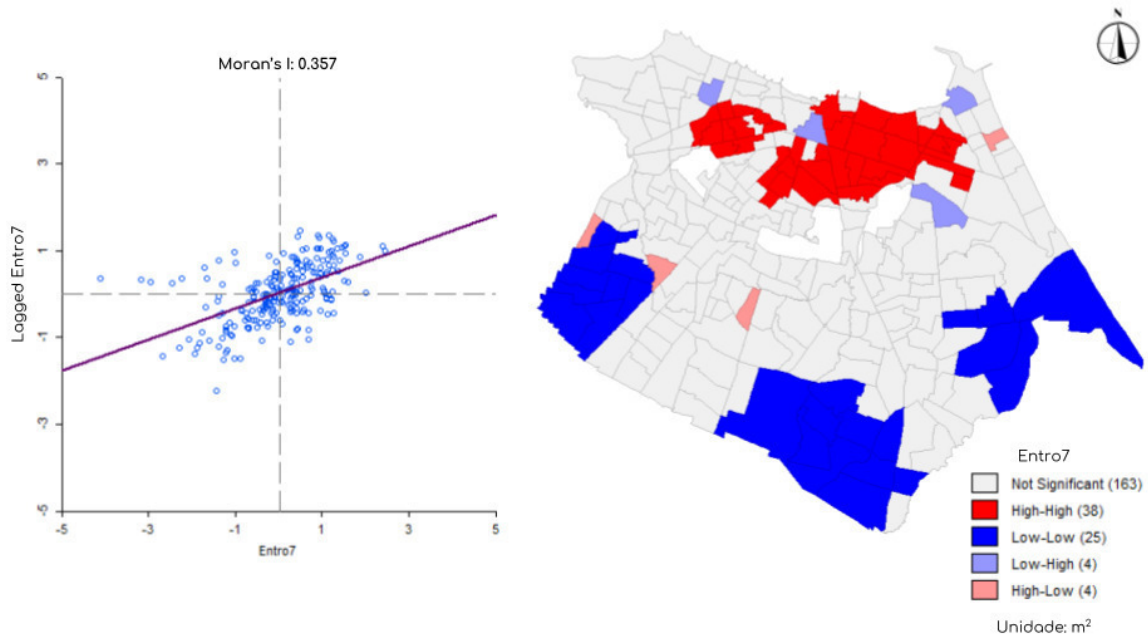 Moran's I: 0.357
5
3
1
-1
-3
-5
Lagged Entro7
-5
-3
-1
1
3
5
Entro7
N
Entro7
Not Significant (163)
High-High (38)
Low-Low (25)
Low-High (4)
High-Low (4)
Unidade: m²